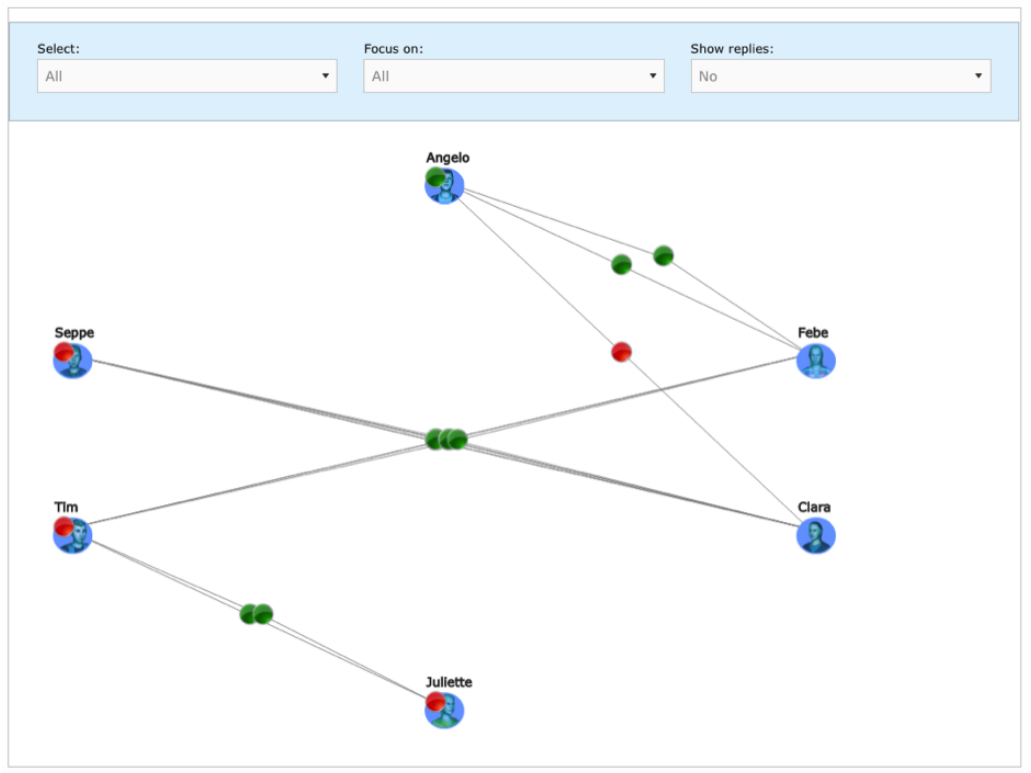 Select: Focus on: Show replies:
All All No
Angelo
Seppe Febe
Tim Clara
Juliette